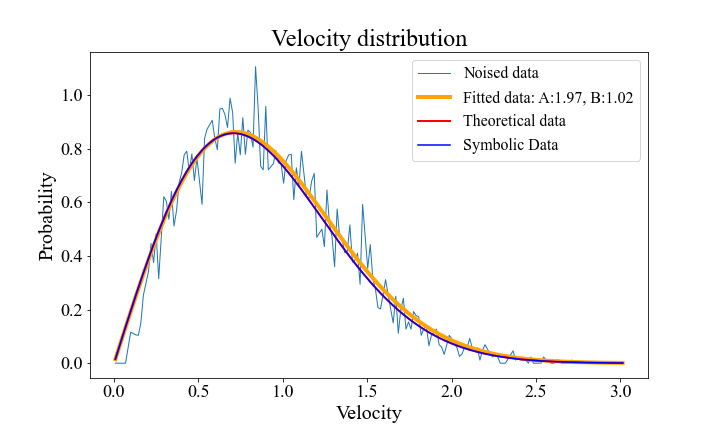 Velocity distribution
Noised data
Fitted data: A:1.97, B:1.02
Theoretical data
Symbolic Data
Probability
1.0
0.8
0.6
0.4
0.2
0.0
0.0 0.5 1.0 1.5 2.0 2.5 3.0
Velocity